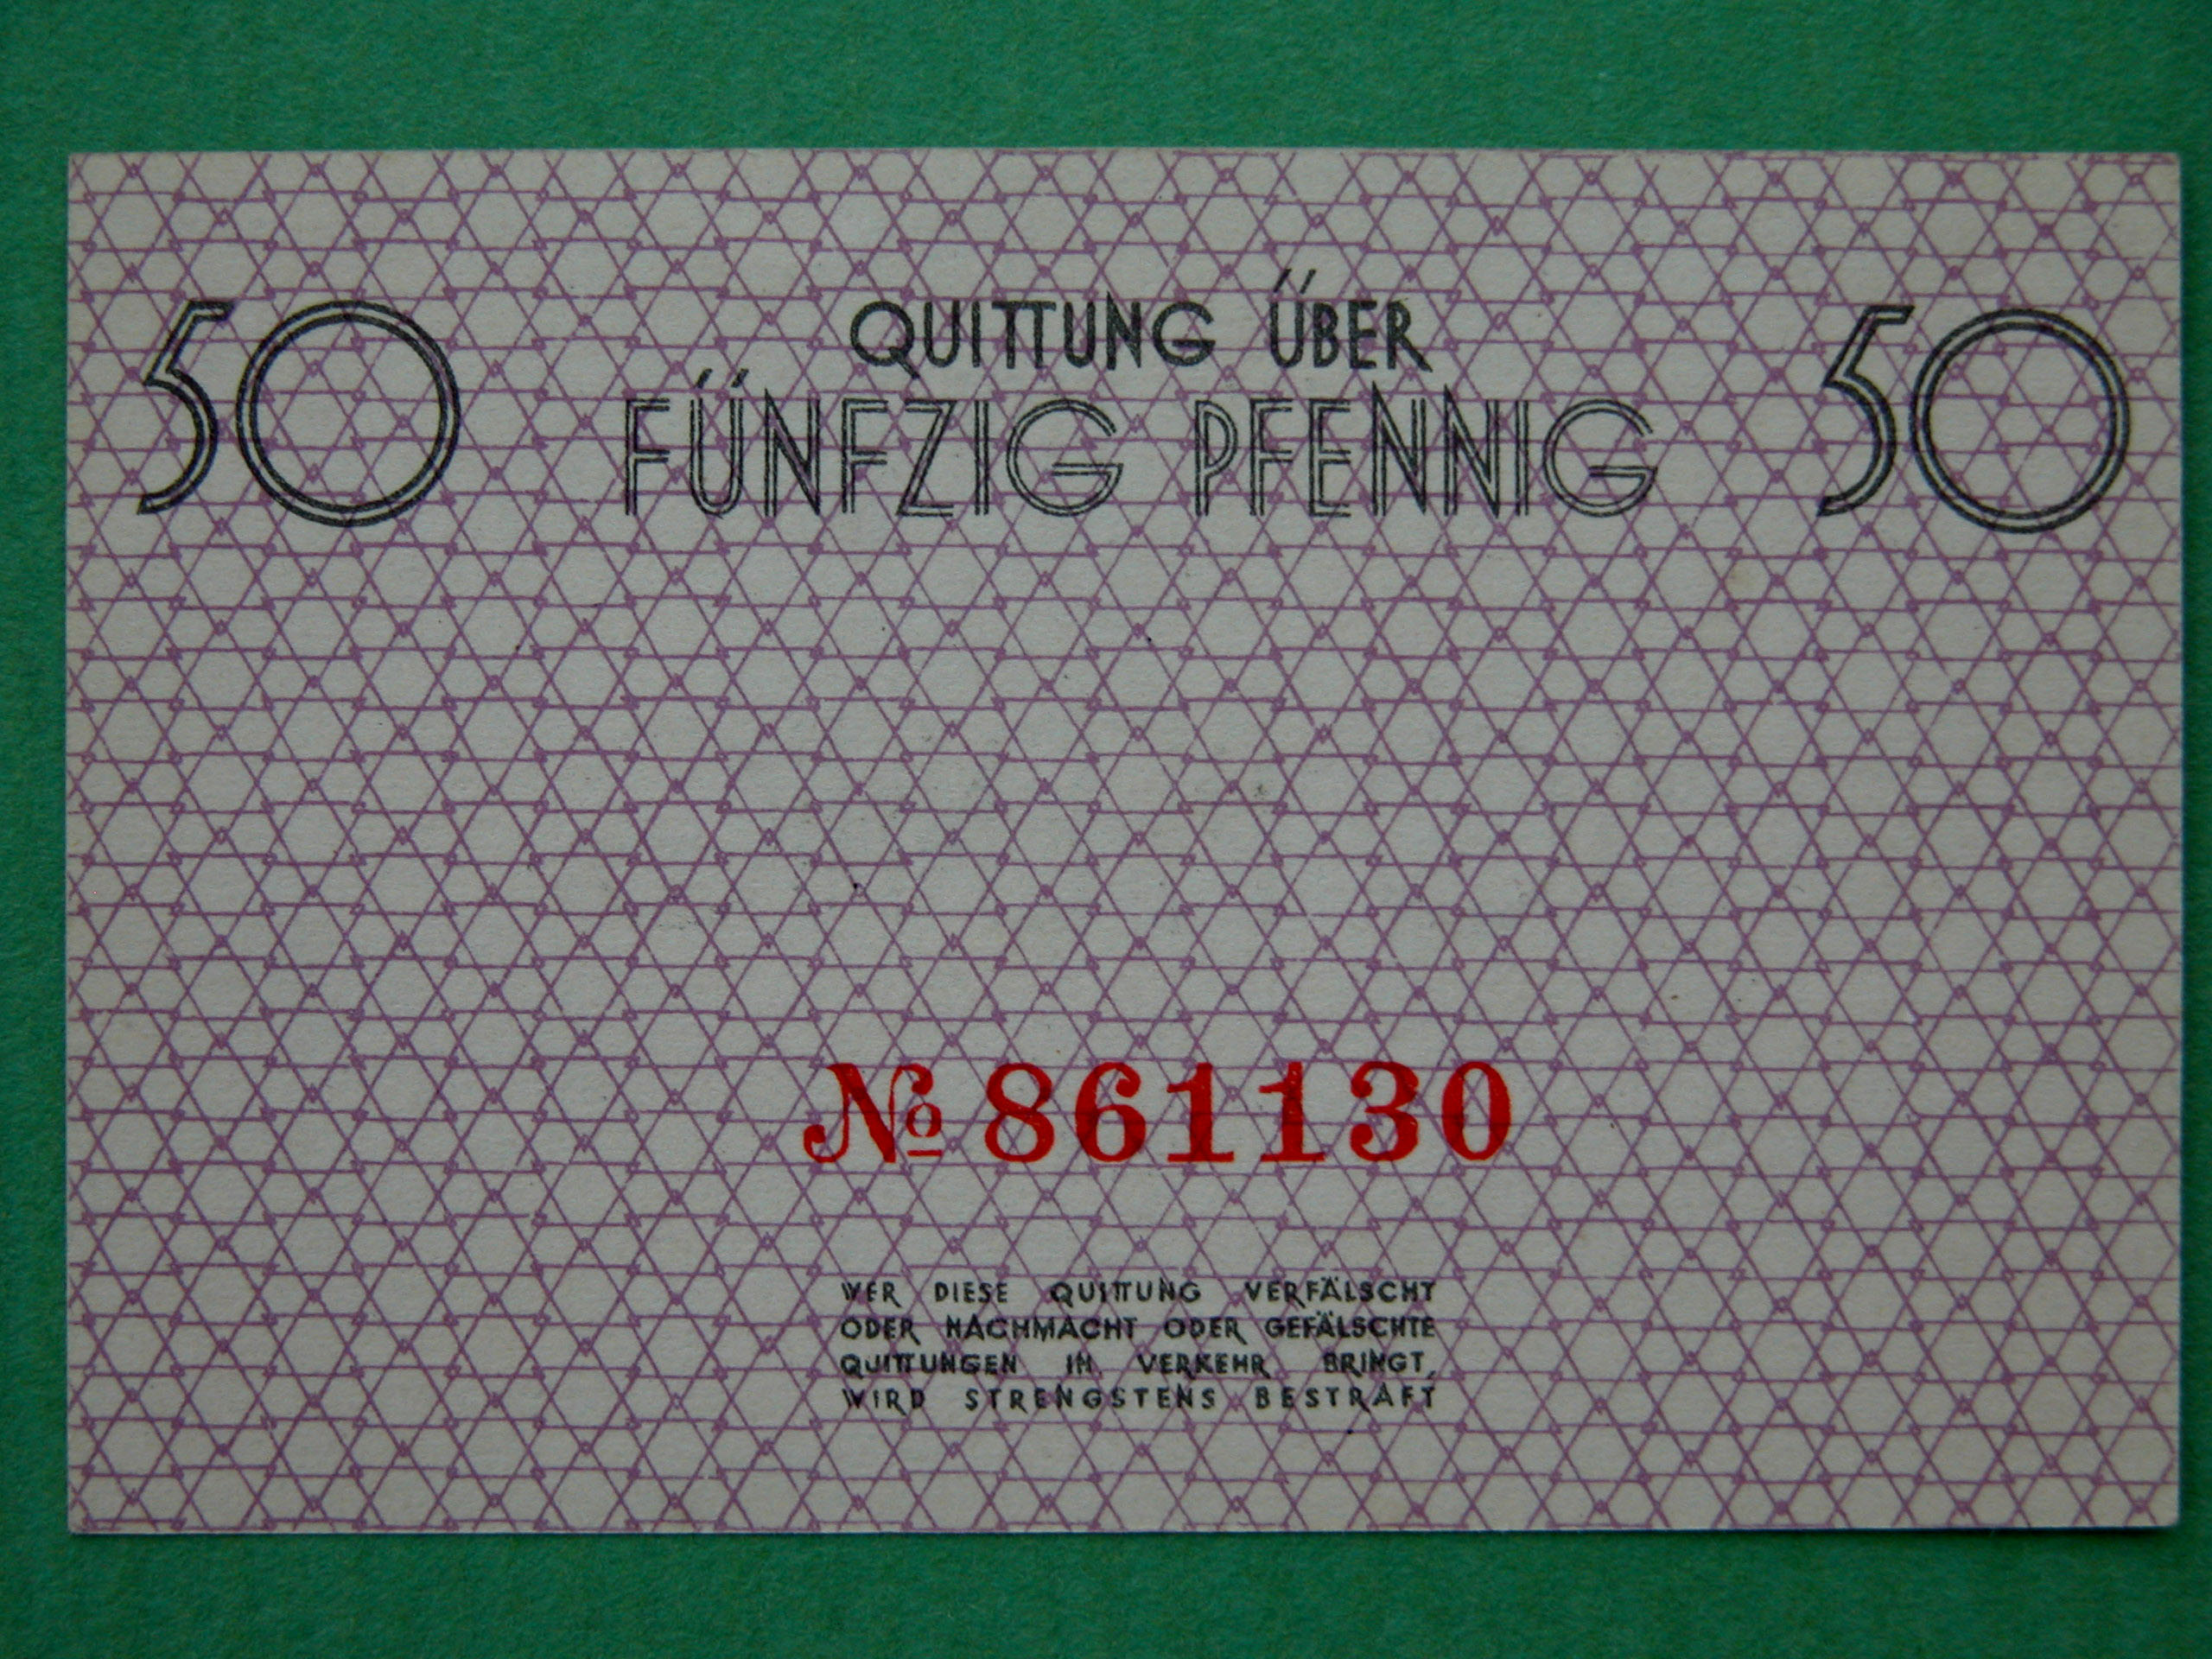 50 QUITTUNG ÜBER 50
FÜNFZIG PFENNIG
№ 861130
WER DIESE QUITTUNG VERFÄLSCHT
ODER NACHMACHT ODER GEFÄLSCHTE
QUITTUNGEN IN VERKEHR BRINGT,
WIRD STRENGSTENS BESTRAFT